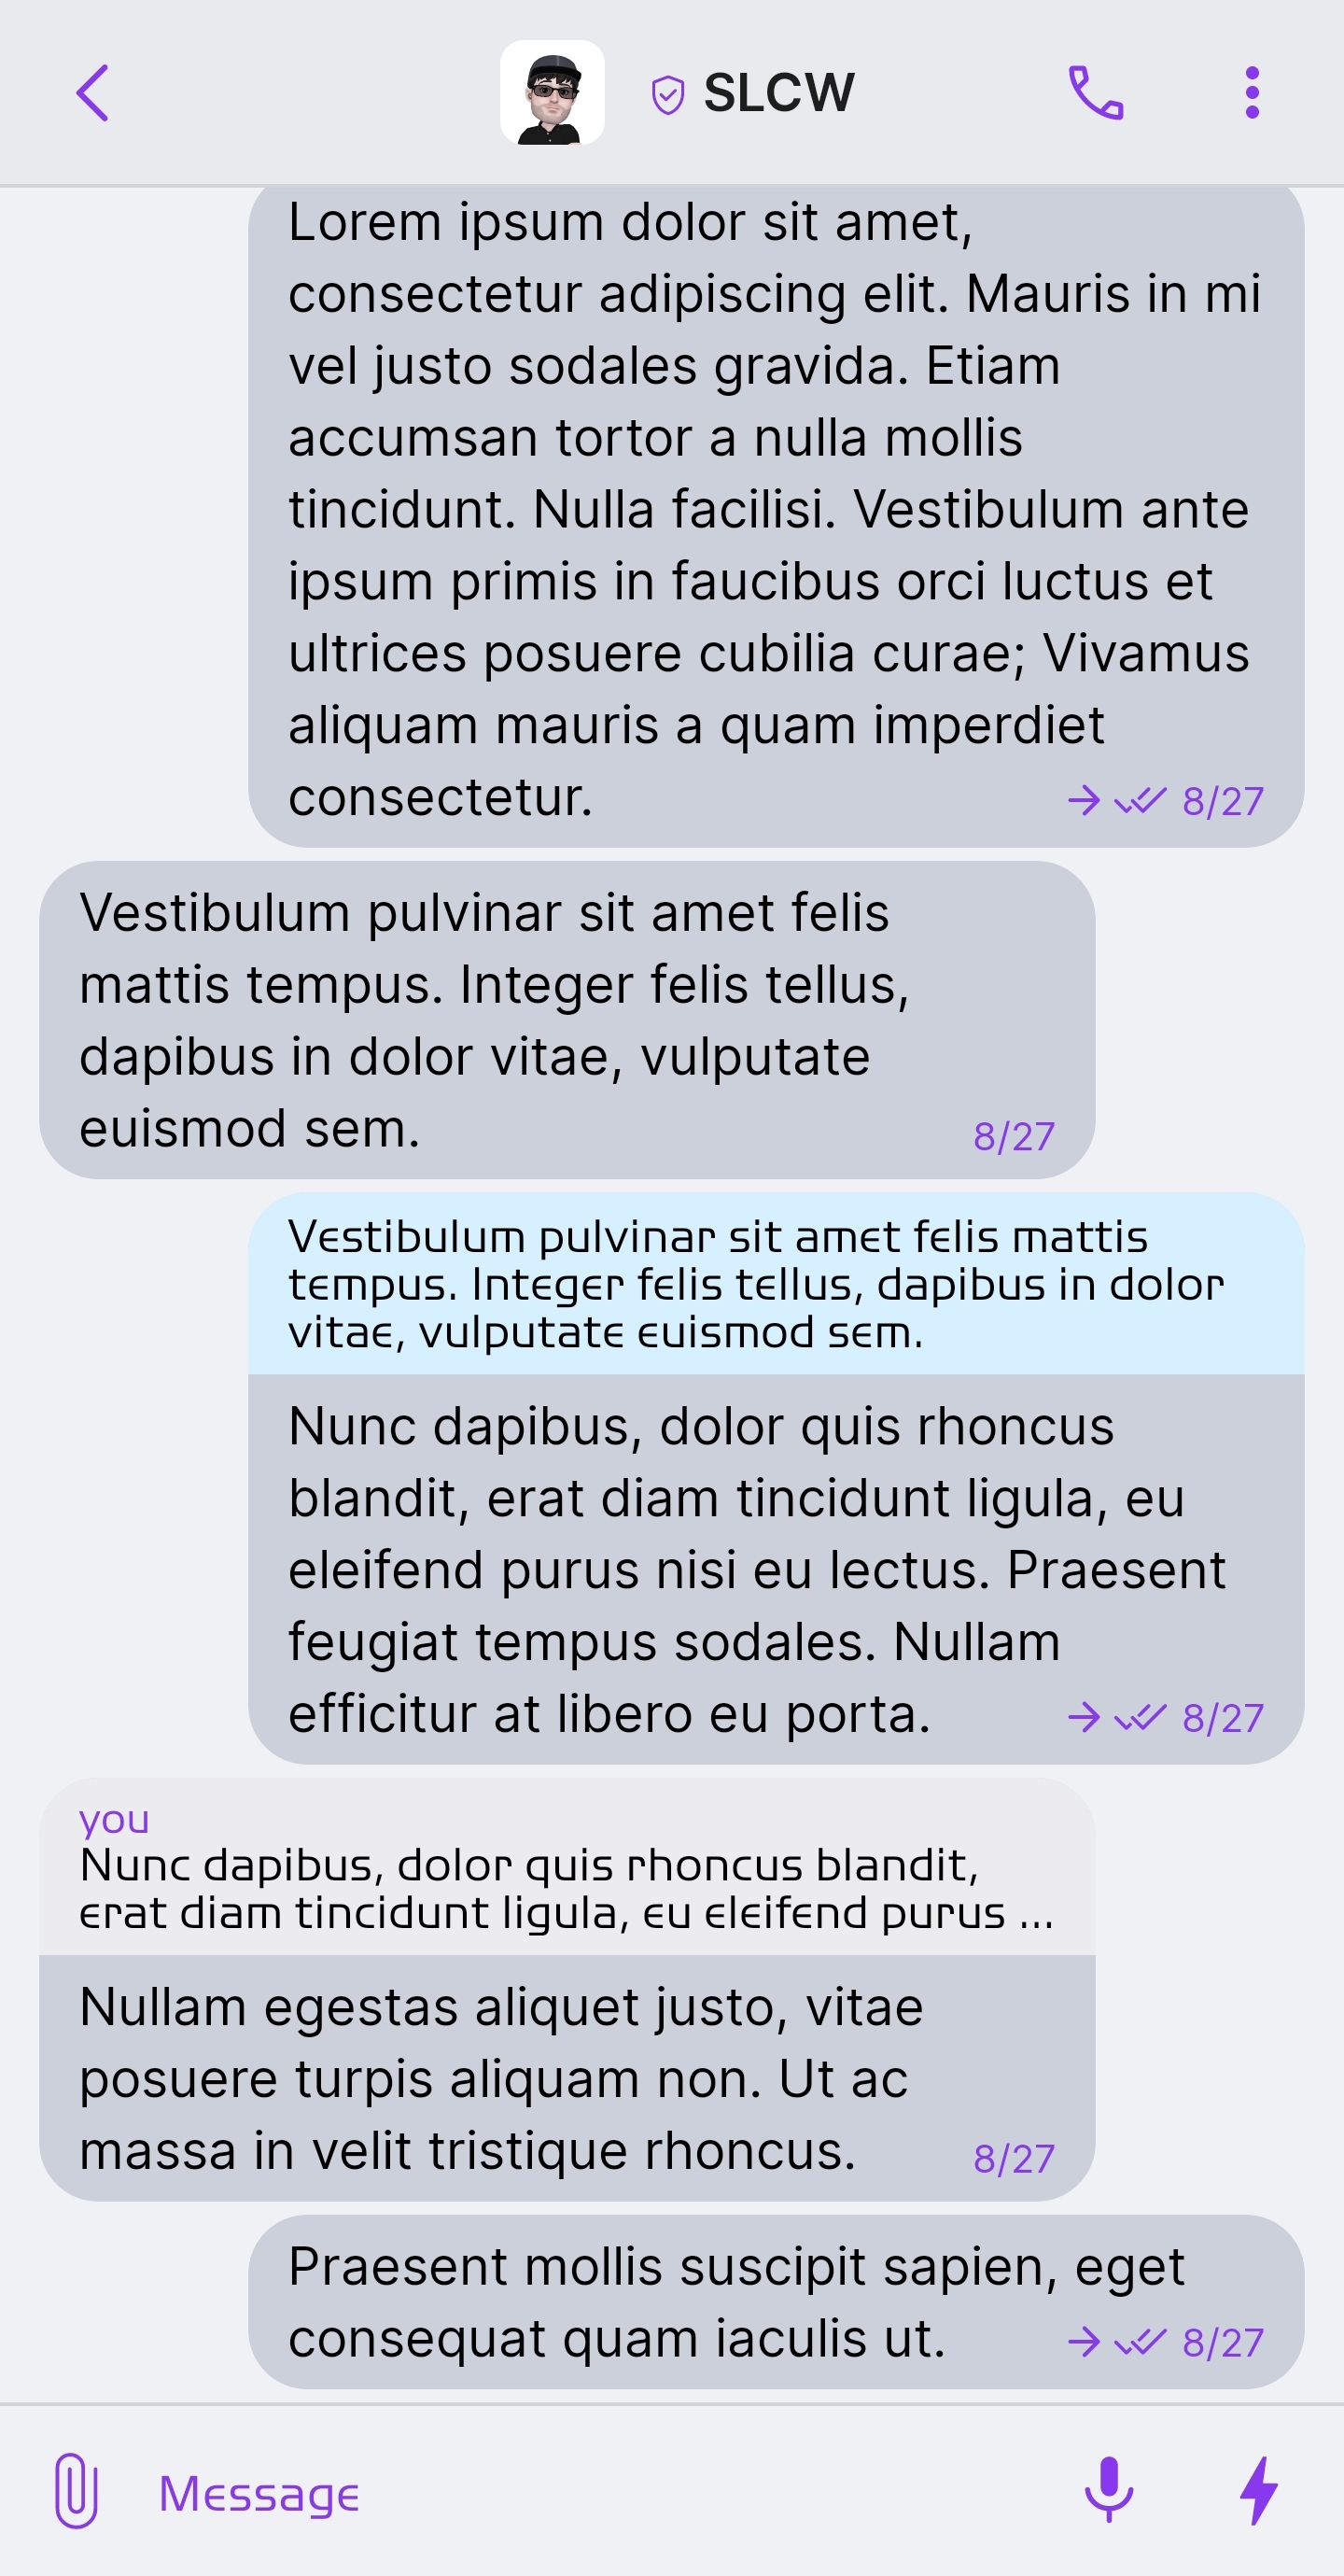 SLCW
Lorem ipsum dolor sit amet,
consectetur adipiscing elit. Mauris in mi
vel justo sodales gravida. Etiam
accumsan tortor a nulla mollis
tincidunt. Nulla facilisi. Vestibulum ante
ipsum primis in faucibus orci luctus et
ultrices posuere cubilia curae; Vivamus
aliquam mauris a quam imperdiet
consectetur.
8/27
Vestibulum pulvinar sit amet felis
mattis tempus. Integer felis tellus,
dapibus in dolor vitae, vulputate
euismod sem.
8/27
Vestibulum pulvinar sit amet felis mattis
tempus. Integer felis tellus, dapibus in dolor
vitae, vulputate euismod sem.
Nunc dapibus, dolor quis rhoncus
blandit, erat diam tincidunt ligula, eu
eleifend purus nisi eu lectus. Praesent
feugiat tempus sodales. Nullam
efficitur at libero eu porta.
8/27
you
Nunc dapibus, dolor quis rhoncus blandit,
erat diam tincidunt ligula, eu eleifend purus ...
Nullam egestas aliquet justo, vitae
posuere turpis aliquam non. Ut ac
massa in velit tristique rhoncus.
8/27
Praesent mollis suscipit sapien, eget
consequat quam iaculis ut.
8/27
Message